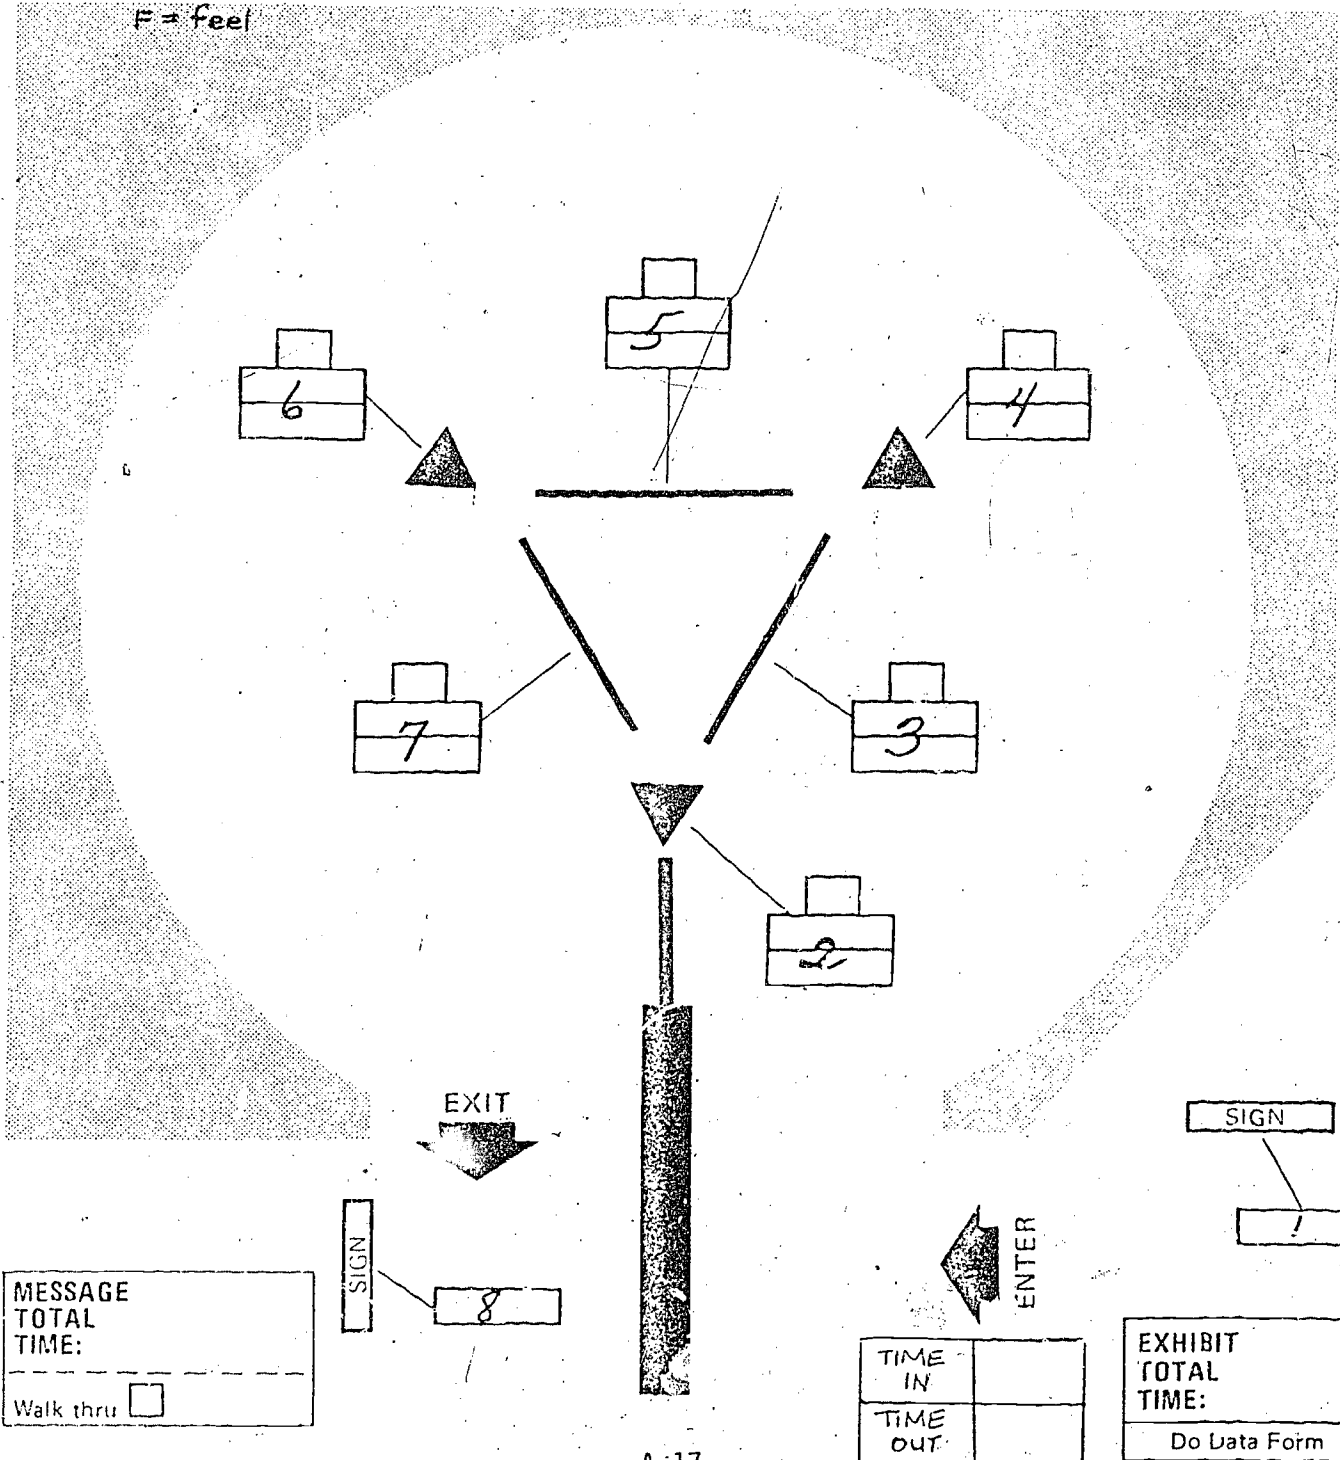 F = feel
5
6
4
7
3
2
EXIT
SIGN
1
SIGN
8
ENTER
MESSAGE
TOTAL
TIME:
Walk thru
TIME
IN
TIME
OUT
EXHIBIT
TOTAL
TIME:
Do Data Form